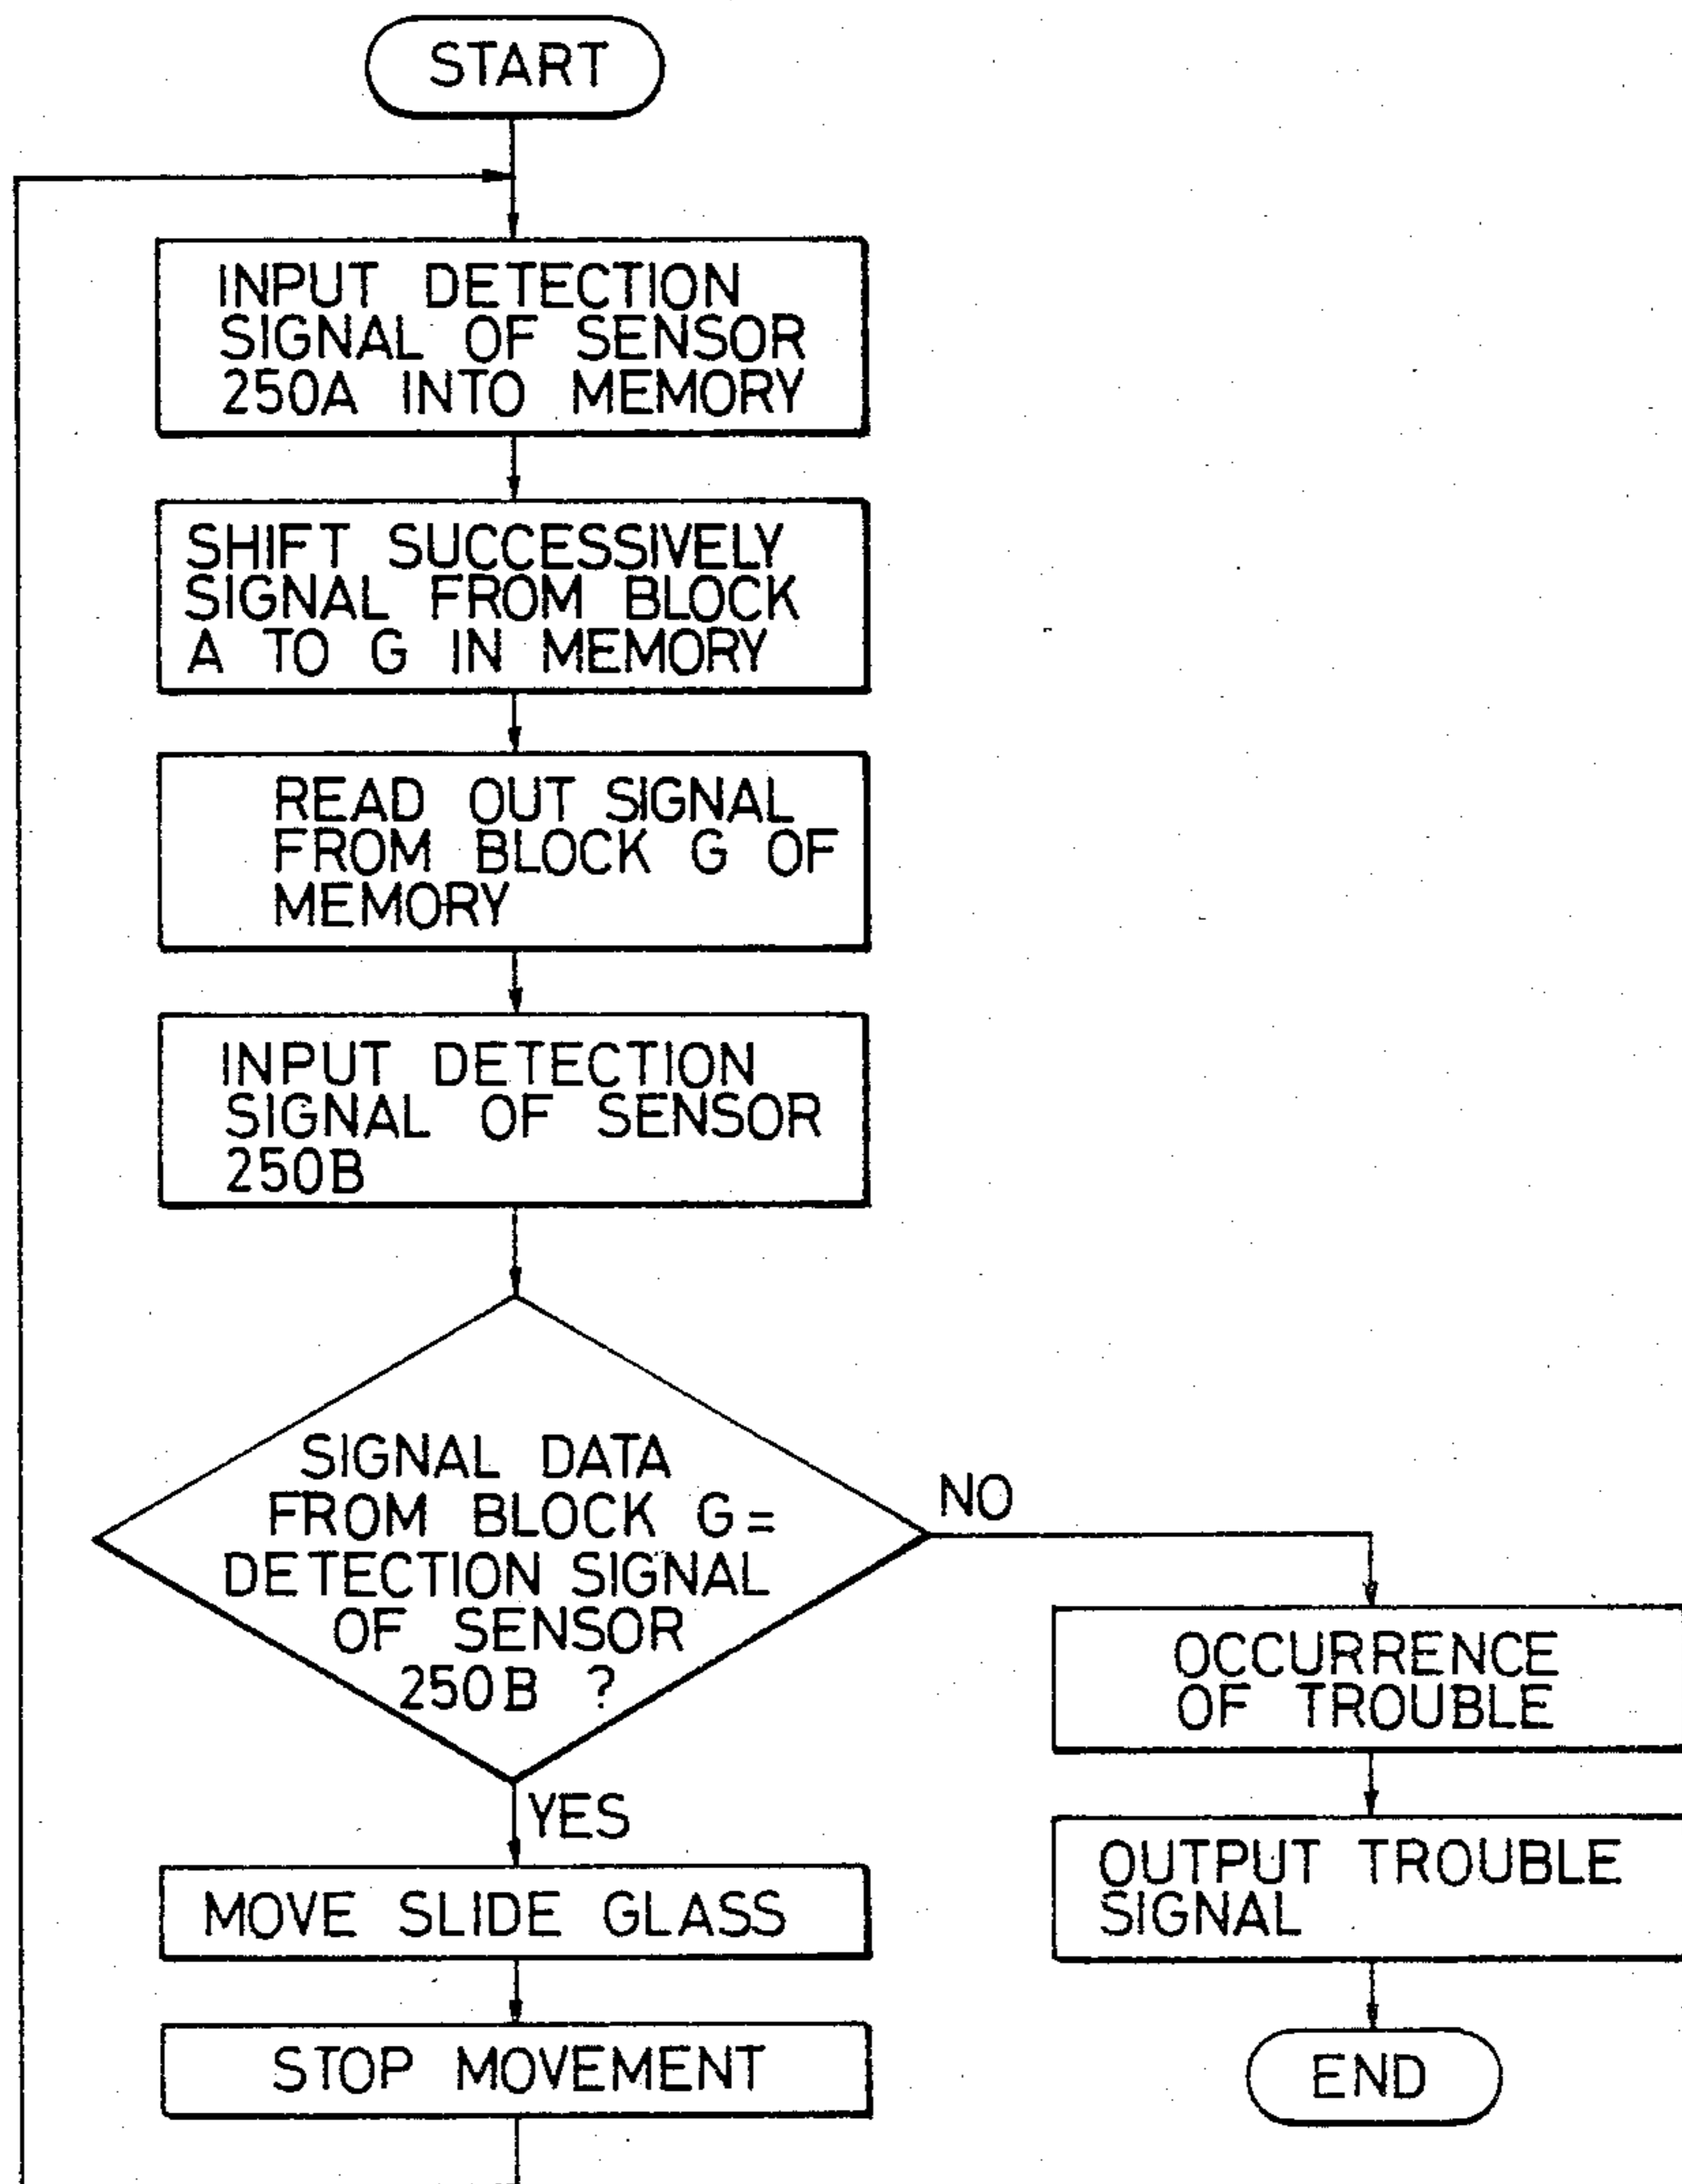 START
INPUT DETECTION
SIGNAL OF SENSOR
250A INTO MEMORY
SHIFT SUCCESSIVELY
SIGNAL FROM BLOCK
A TO G IN MEMORY
READ OUT SIGNAL
FROM BLOCK G OF
MEMORY
INPUT DETECTION
SIGNAL OF SENSOR
250B
SIGNAL DATA
FROM BLOCK G=
DETECTION SIGNAL
OF SENSOR
250B ?
NO
YES
MOVE SLIDE GLASS
STOP MOVEMENT
OCCURRENCE
OF TROUBLE
OUTPUT TROUBLE
SIGNAL
END